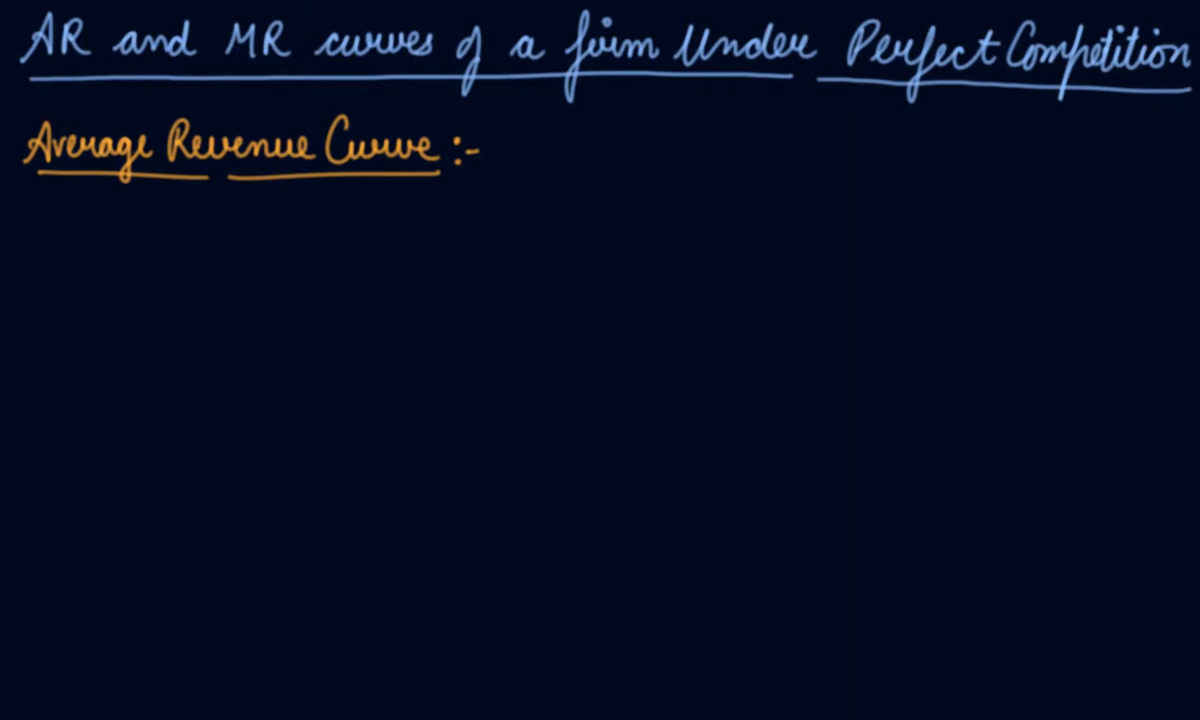 AR and MR curves of a firm Under Perfect Competition
Average Revenue Curve :-